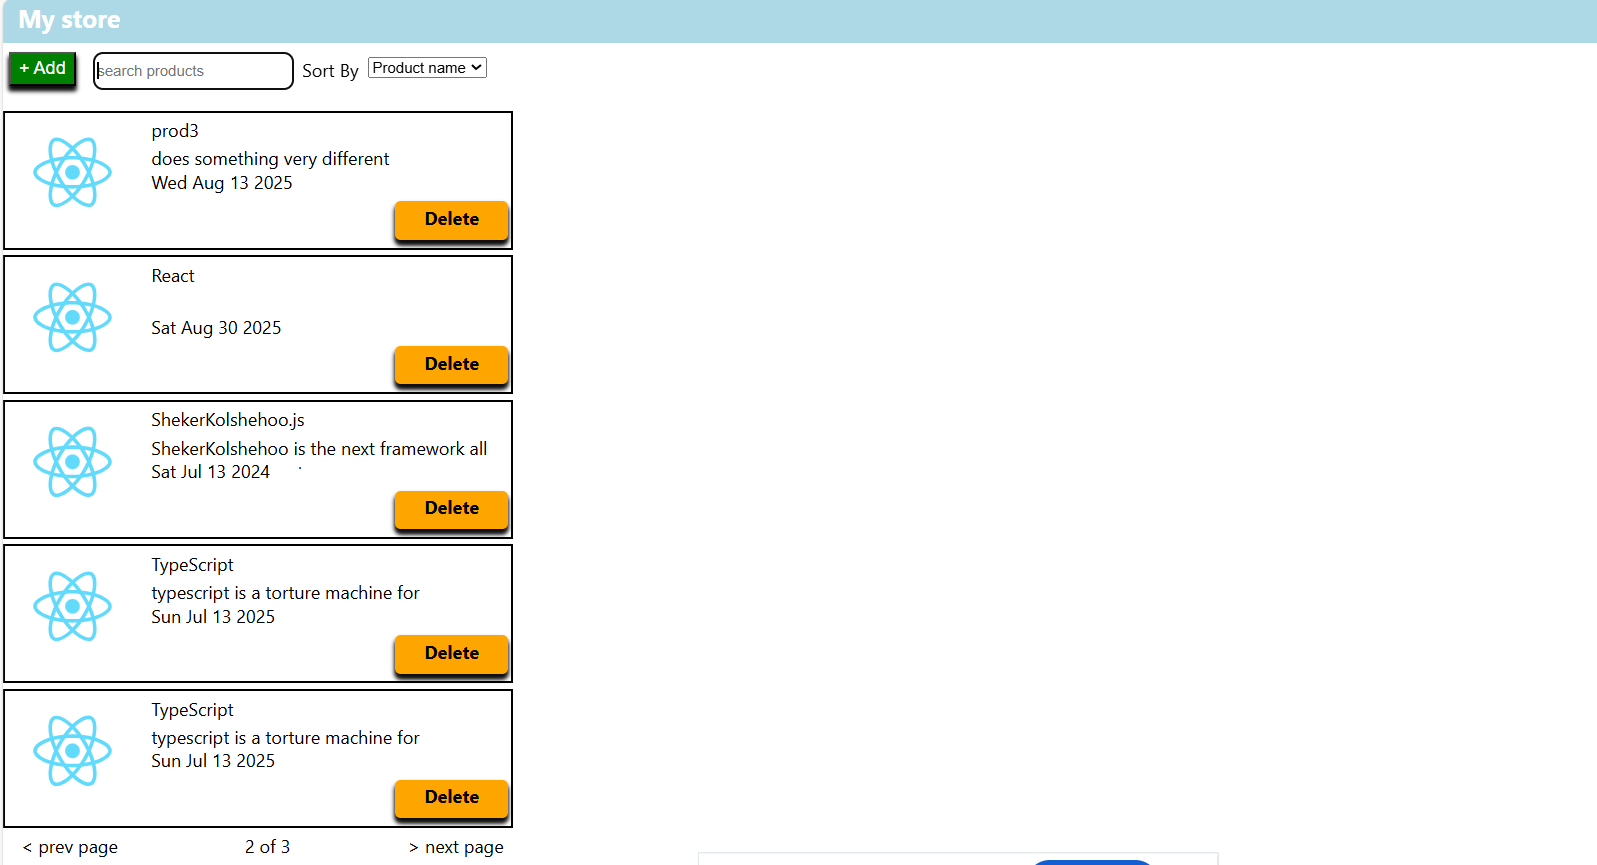 My store
+ Add
search products
Sort By
Product name
prod3
does something very different
Wed Aug 13 2025
Delete
React
Sat Aug 30 2025
Delete
ShekerKolshehoo.js
ShekerKolshehoo is the next framework all
Sat Jul 13 2024
Delete
TypeScript
typescript is a torture machine for
Sun Jul 13 2025
Delete
TypeScript
typescript is a torture machine for
Sun Jul 13 2025
Delete
< prev page
2 of 3
> next page